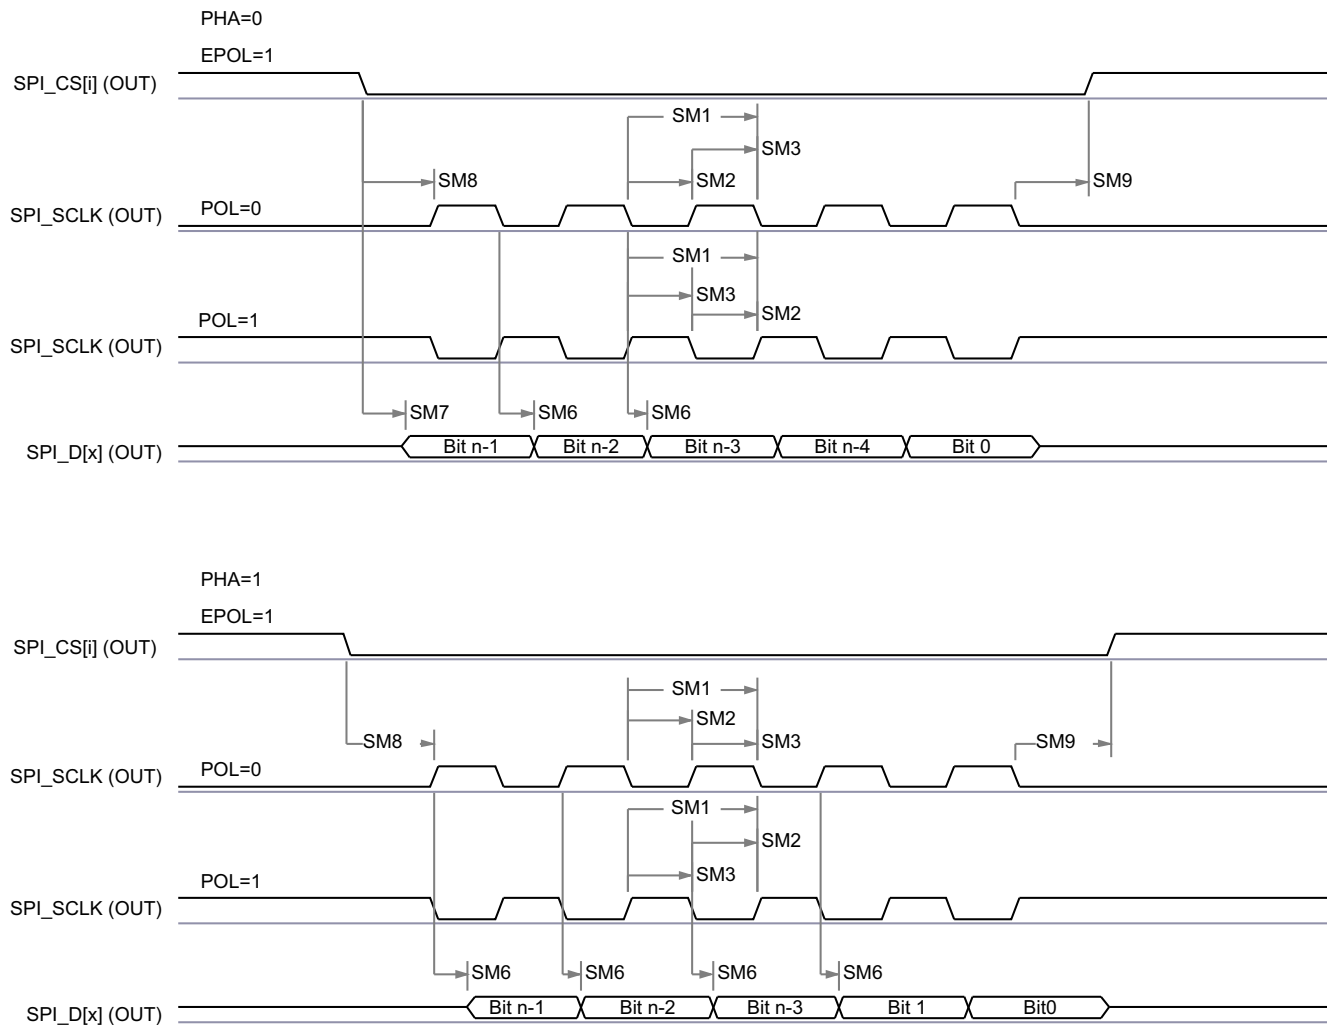 PHA=0
EPOL=1
SPI_CS[i] (OUT)
SM1
SM3
SM8
SM2
SM9
SPI_SCLK (OUT)
POL=0
SM1
SM3
SM2
POL=1
SPI_SCLK (OUT)
SM7
SM6
SM6
SPI_D[x] (OUT)
Bit n-1
Bit n-2
Bit n-3
Bit n-4
Bit 0
PHA=1
EPOL=1
SPI_CS[i] (OUT)
SM1
SM2
SM8
SM3
SM9
SPI_SCLK (OUT)
POL=0
SM1
SM2
SM3
POL=1
SPI_SCLK (OUT)
SM6
SM6
SM6
SM6
SPI_D[x] (OUT)
Bit n-1
Bit n-2
Bit n-3
Bit 1
Bit0